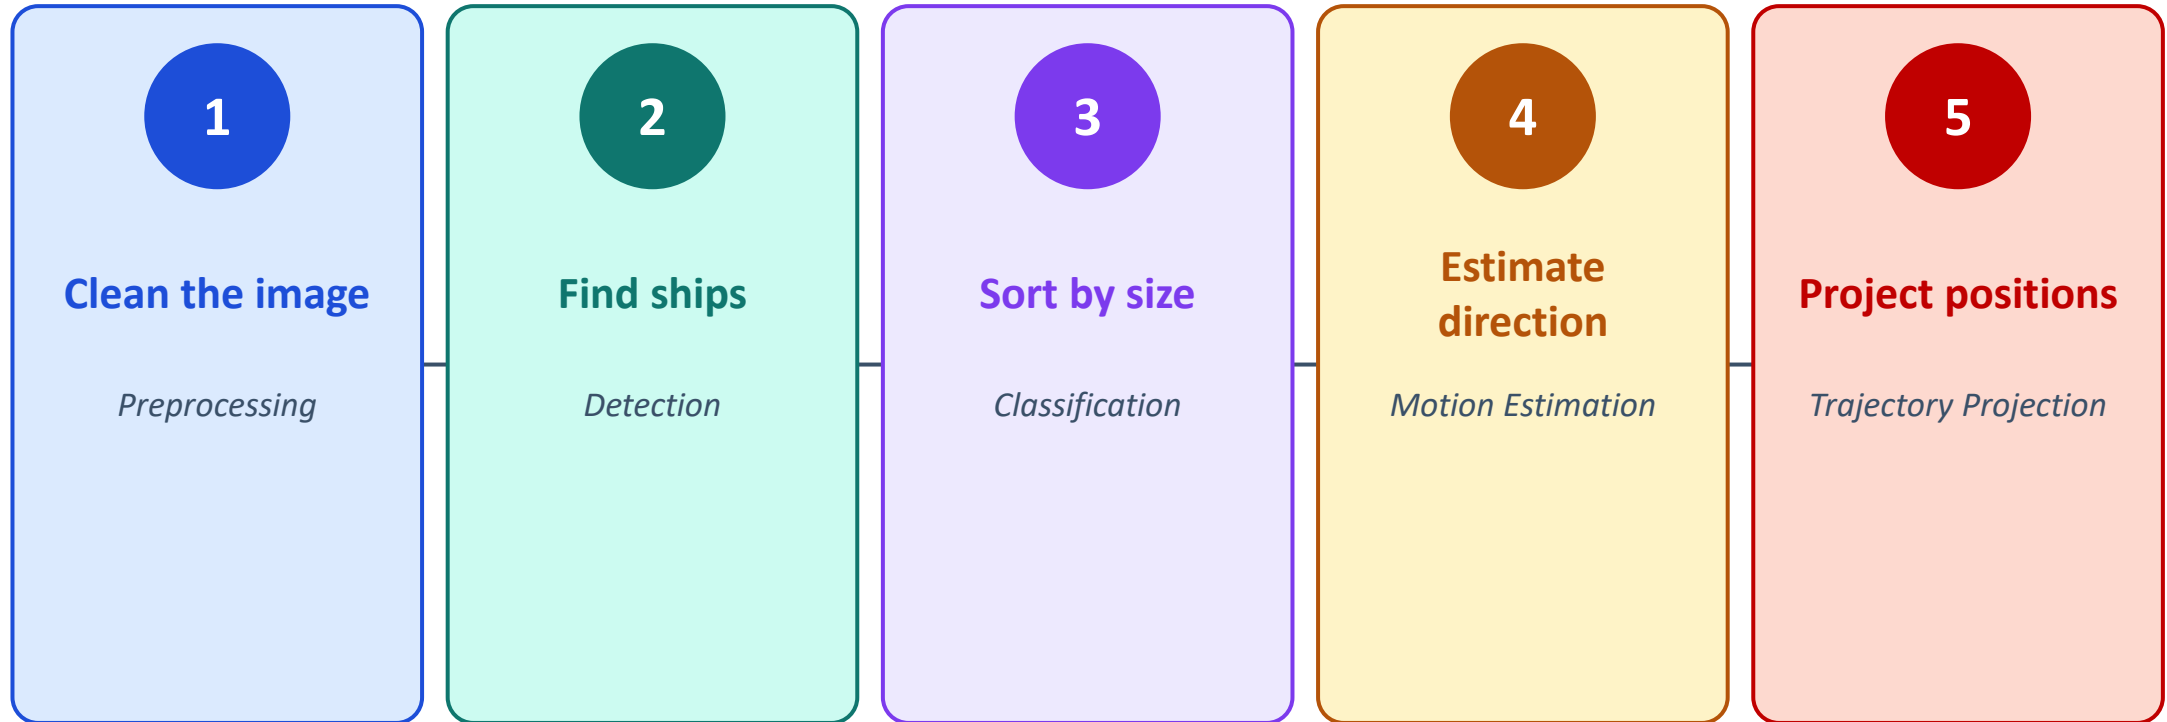 1
Clean the image
Preprocessing
2
Find ships
Detection
3
Sort by size
Classification
4
Estimate
direction
Motion Estimation
5
Project positions
Trajectory Projection